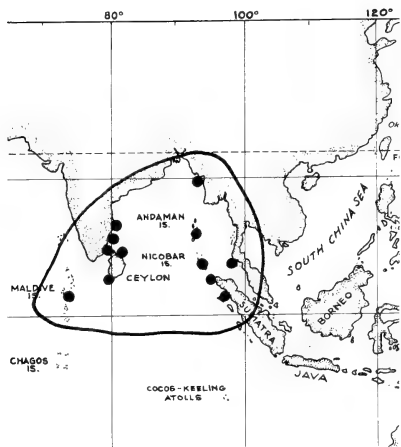 80°
100°
120°
ANDAMAN
IS.
NICOBAR
IS.
CEYLON
MALDIVE
IS.
CHAGOS
IS.
COCOS-KEELING
ATOLLS
SUMATRA
BORNEO
JAVA
SOUTH CHINA SEA
Ok
F